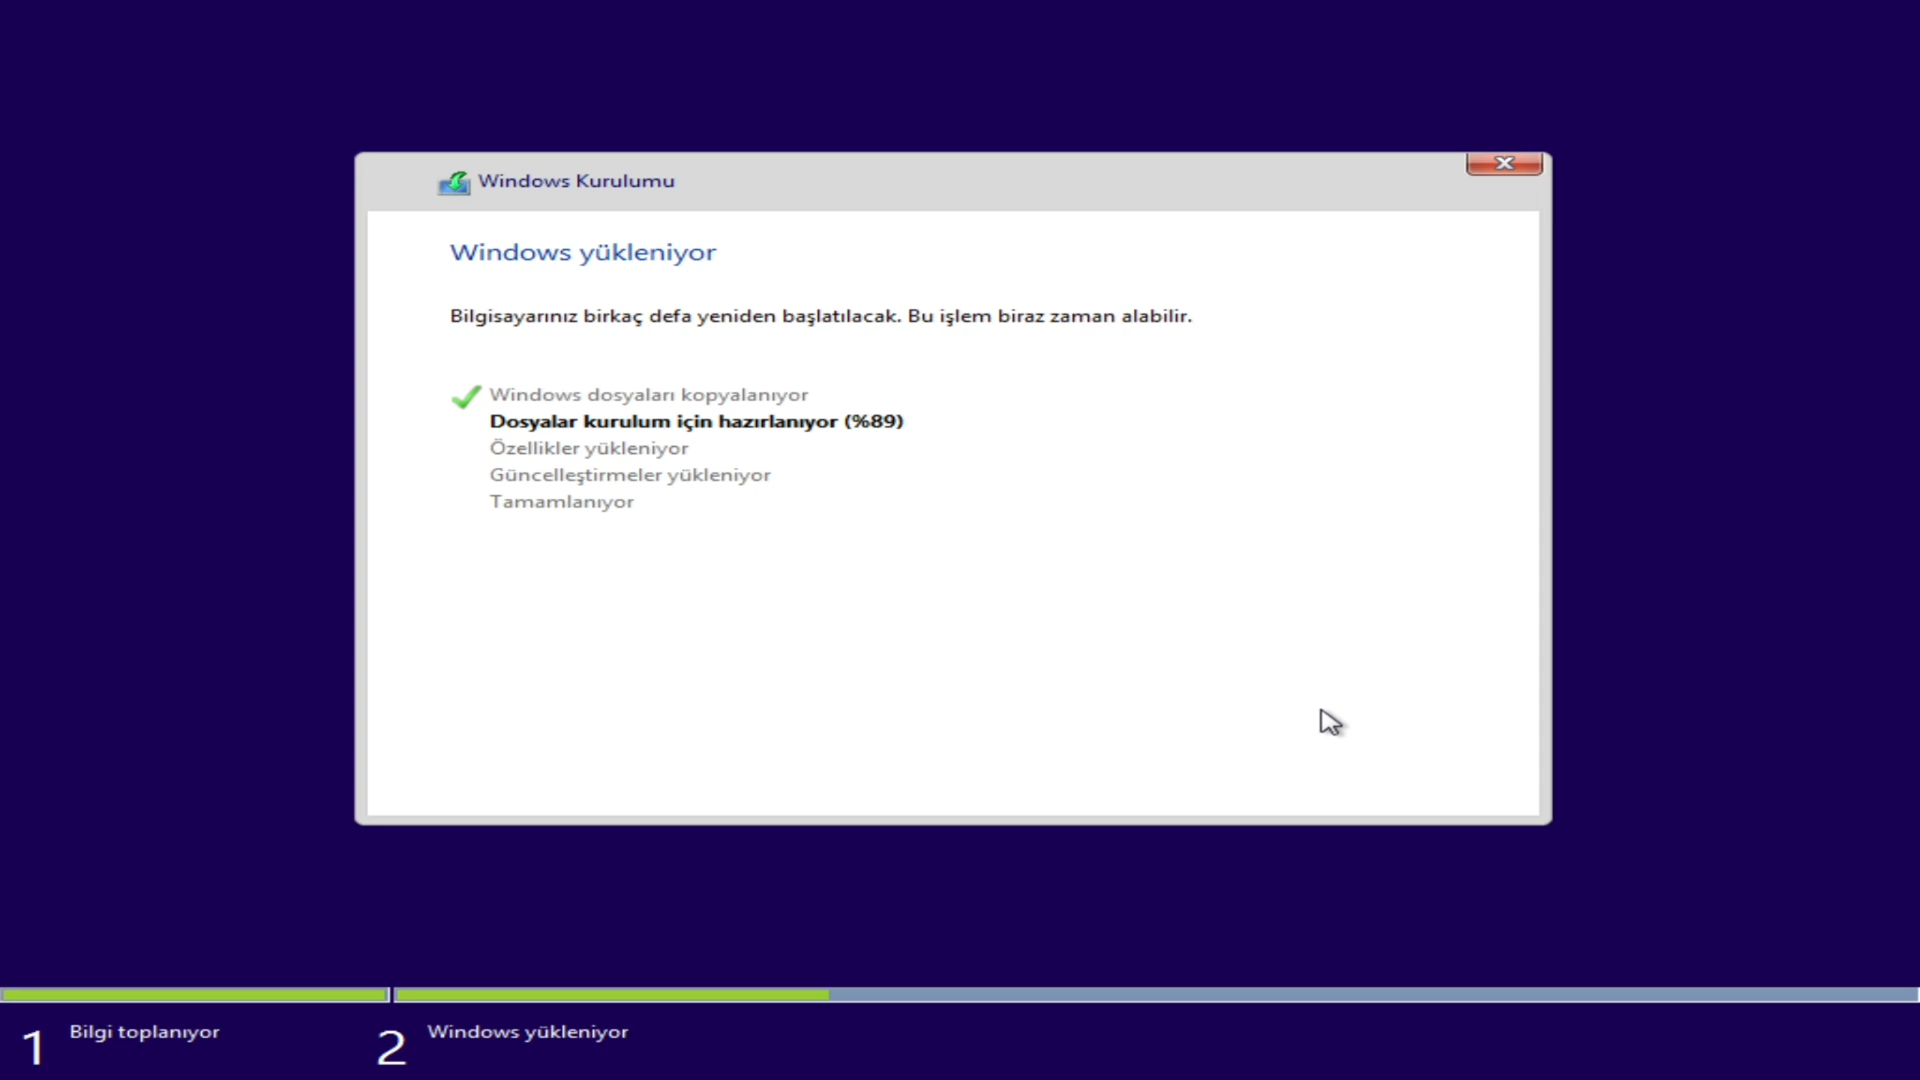 Windows Kurulumu
Windows yükleniyor
Bilgisayarınız birkaç defa yeniden başlatılacak. Bu işlem biraz zaman alabilir.
Windows dosyaları kopyalanıyor
Dosyalar kurulum için hazırlanıyor (%89)
Özellikler yükleniyor
Güncelleştirmeler yükleniyor
Tamamlanıyor
1 Bilgi toplanıyor
2 Windows yükleniyor